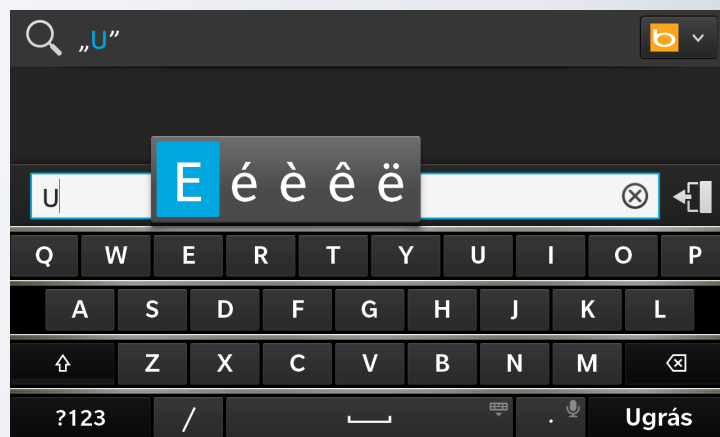 „U”
E é è ê ë
U
Q W E R T Y U I O P
A S D F G H J K L
Z X C V B N M
?123 / . Ugrás